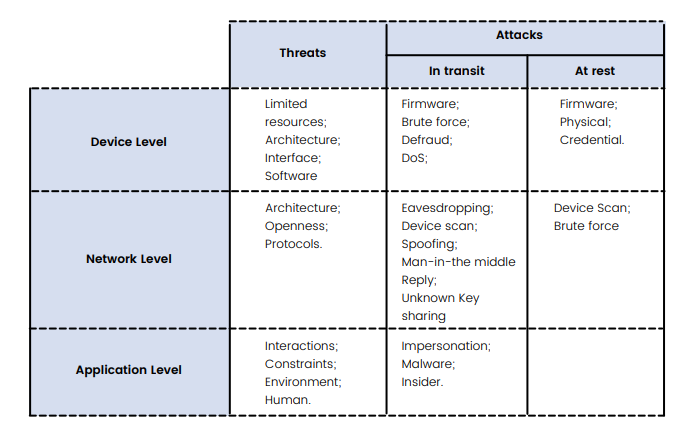 Threats
Attacks
In transit
At rest
Device Level
Limited
resources;
Architecture;
Interface;
Software
Firmware;
Brute force;
Defraud;
DoS;
Firmware;
Physical;
Credential.
Network Level
Architecture;
Openness;
Protocols.
Eavesdropping;
Device scan;
Spoofing;
Man-in-the middle
Reply;
Unknown Key
sharing
Device Scan;
Brute force
Application Level
Interactions;
Constraints;
Environment;
Human.
Impersonation;
Malware;
Insider.